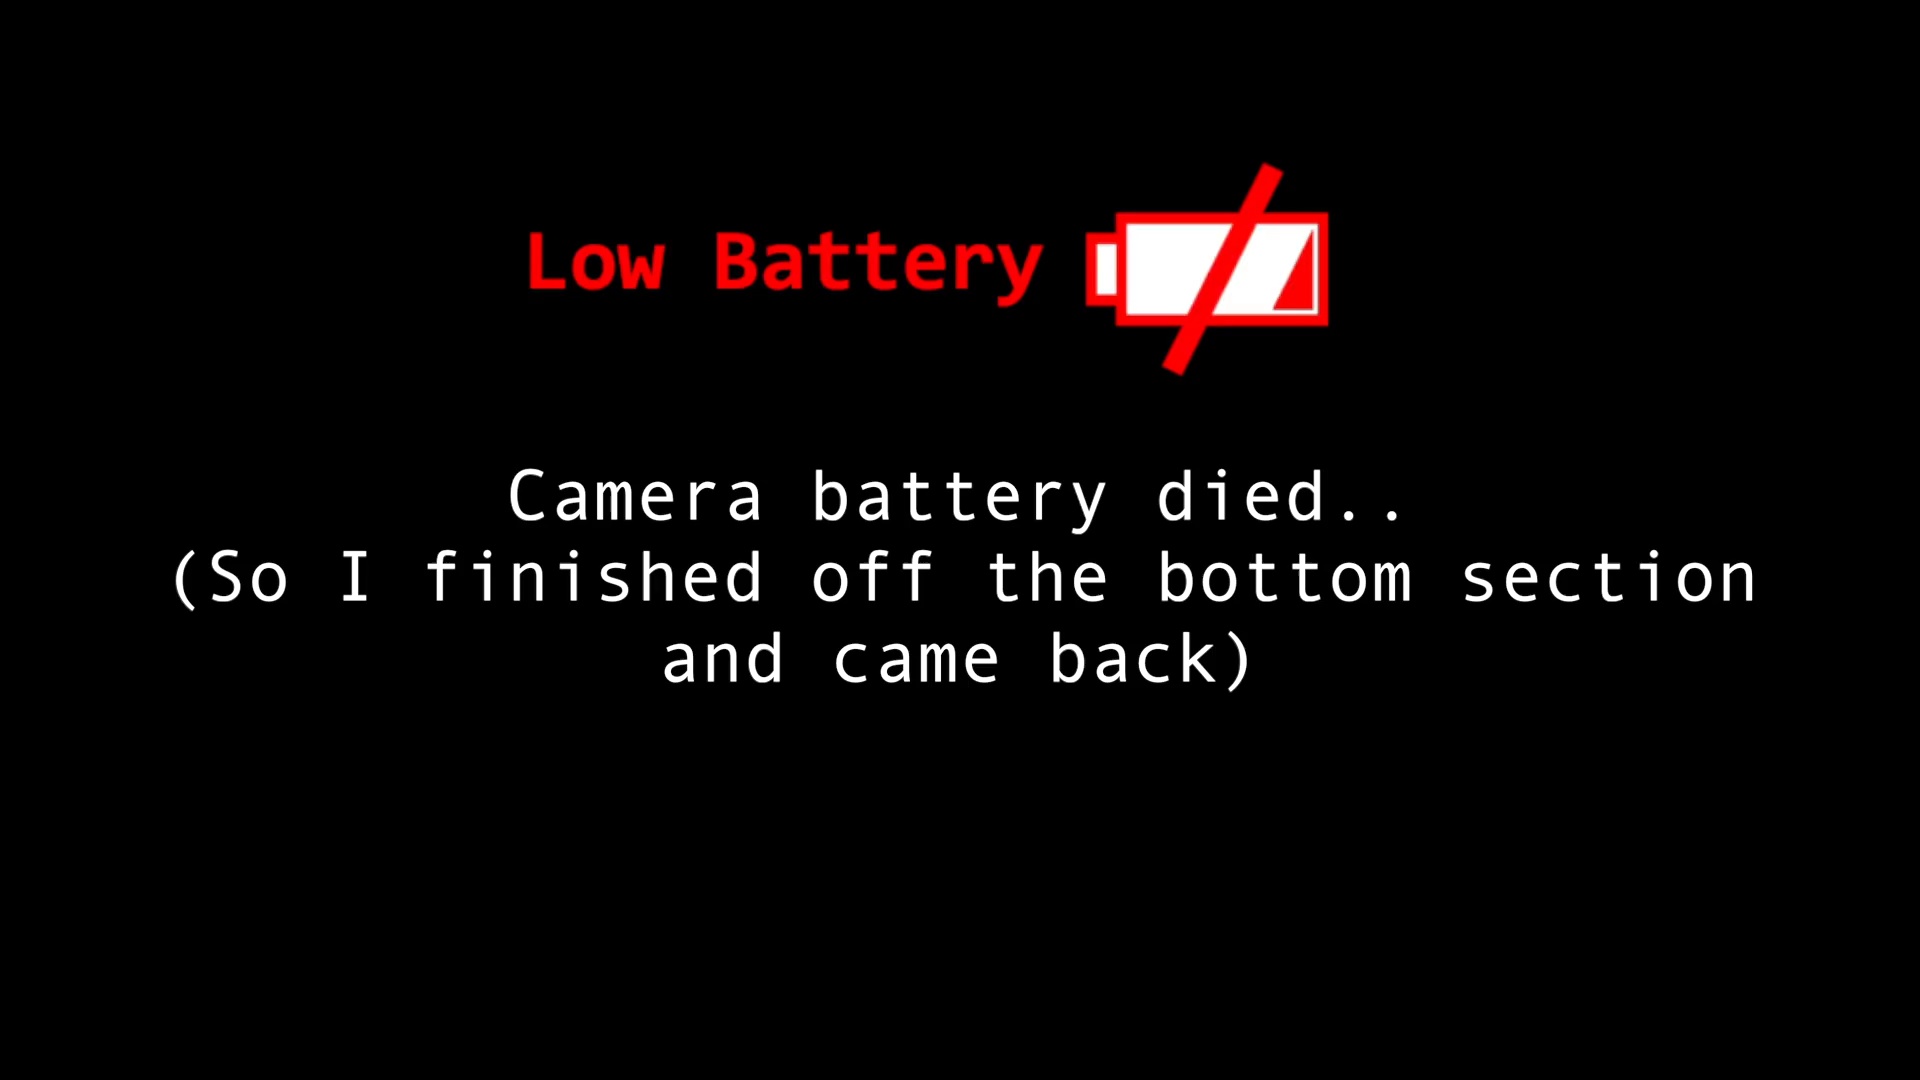 Low Battery
Camera battery died..
(So I finished off the bottom section
and came back)